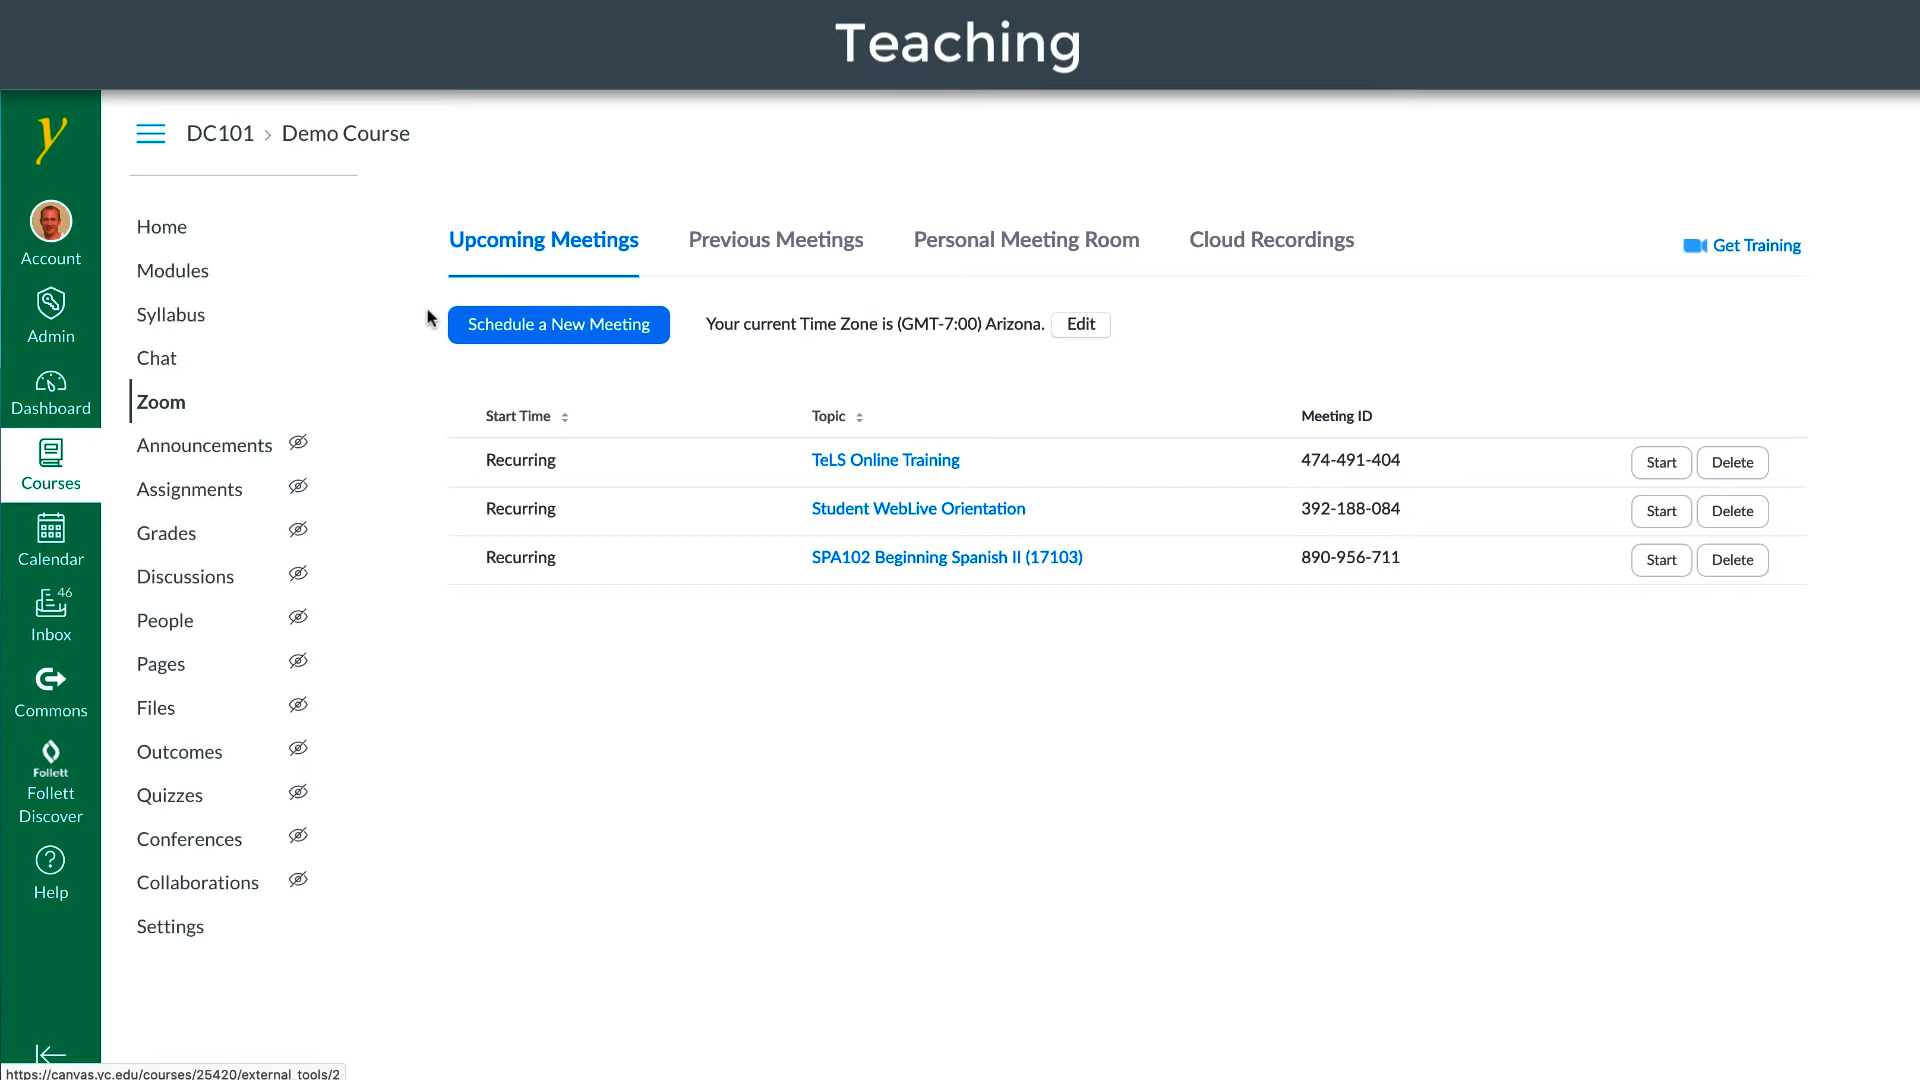 Teaching
y
DC101 › Demo Course
Account
Admin
Dashboard
Courses
Calendar
46
Inbox
Commons
Follett
Follett
Discover
Help
Home
Modules
Syllabus
Chat
Zoom
Announcements
Assignments
Grades
Discussions
People
Pages
Files
Outcomes
Quizzes
Conferences
Collaborations
Settings
Upcoming Meetings Previous Meetings Personal Meeting Room Cloud Recordings Get Training
Schedule a New Meeting Your current Time Zone is (GMT-7:00) Arizona. Edit
Start Time Topic Meeting ID
Recurring TeLS Online Training 474-491-404 Start Delete
Recurring Student WebLive Orientation 392-188-084 Start Delete
Recurring SPA102 Beginning Spanish II (17103) 890-956-711 Start Delete
https://canvas.yc.edu/courses/25420/external_tools/2